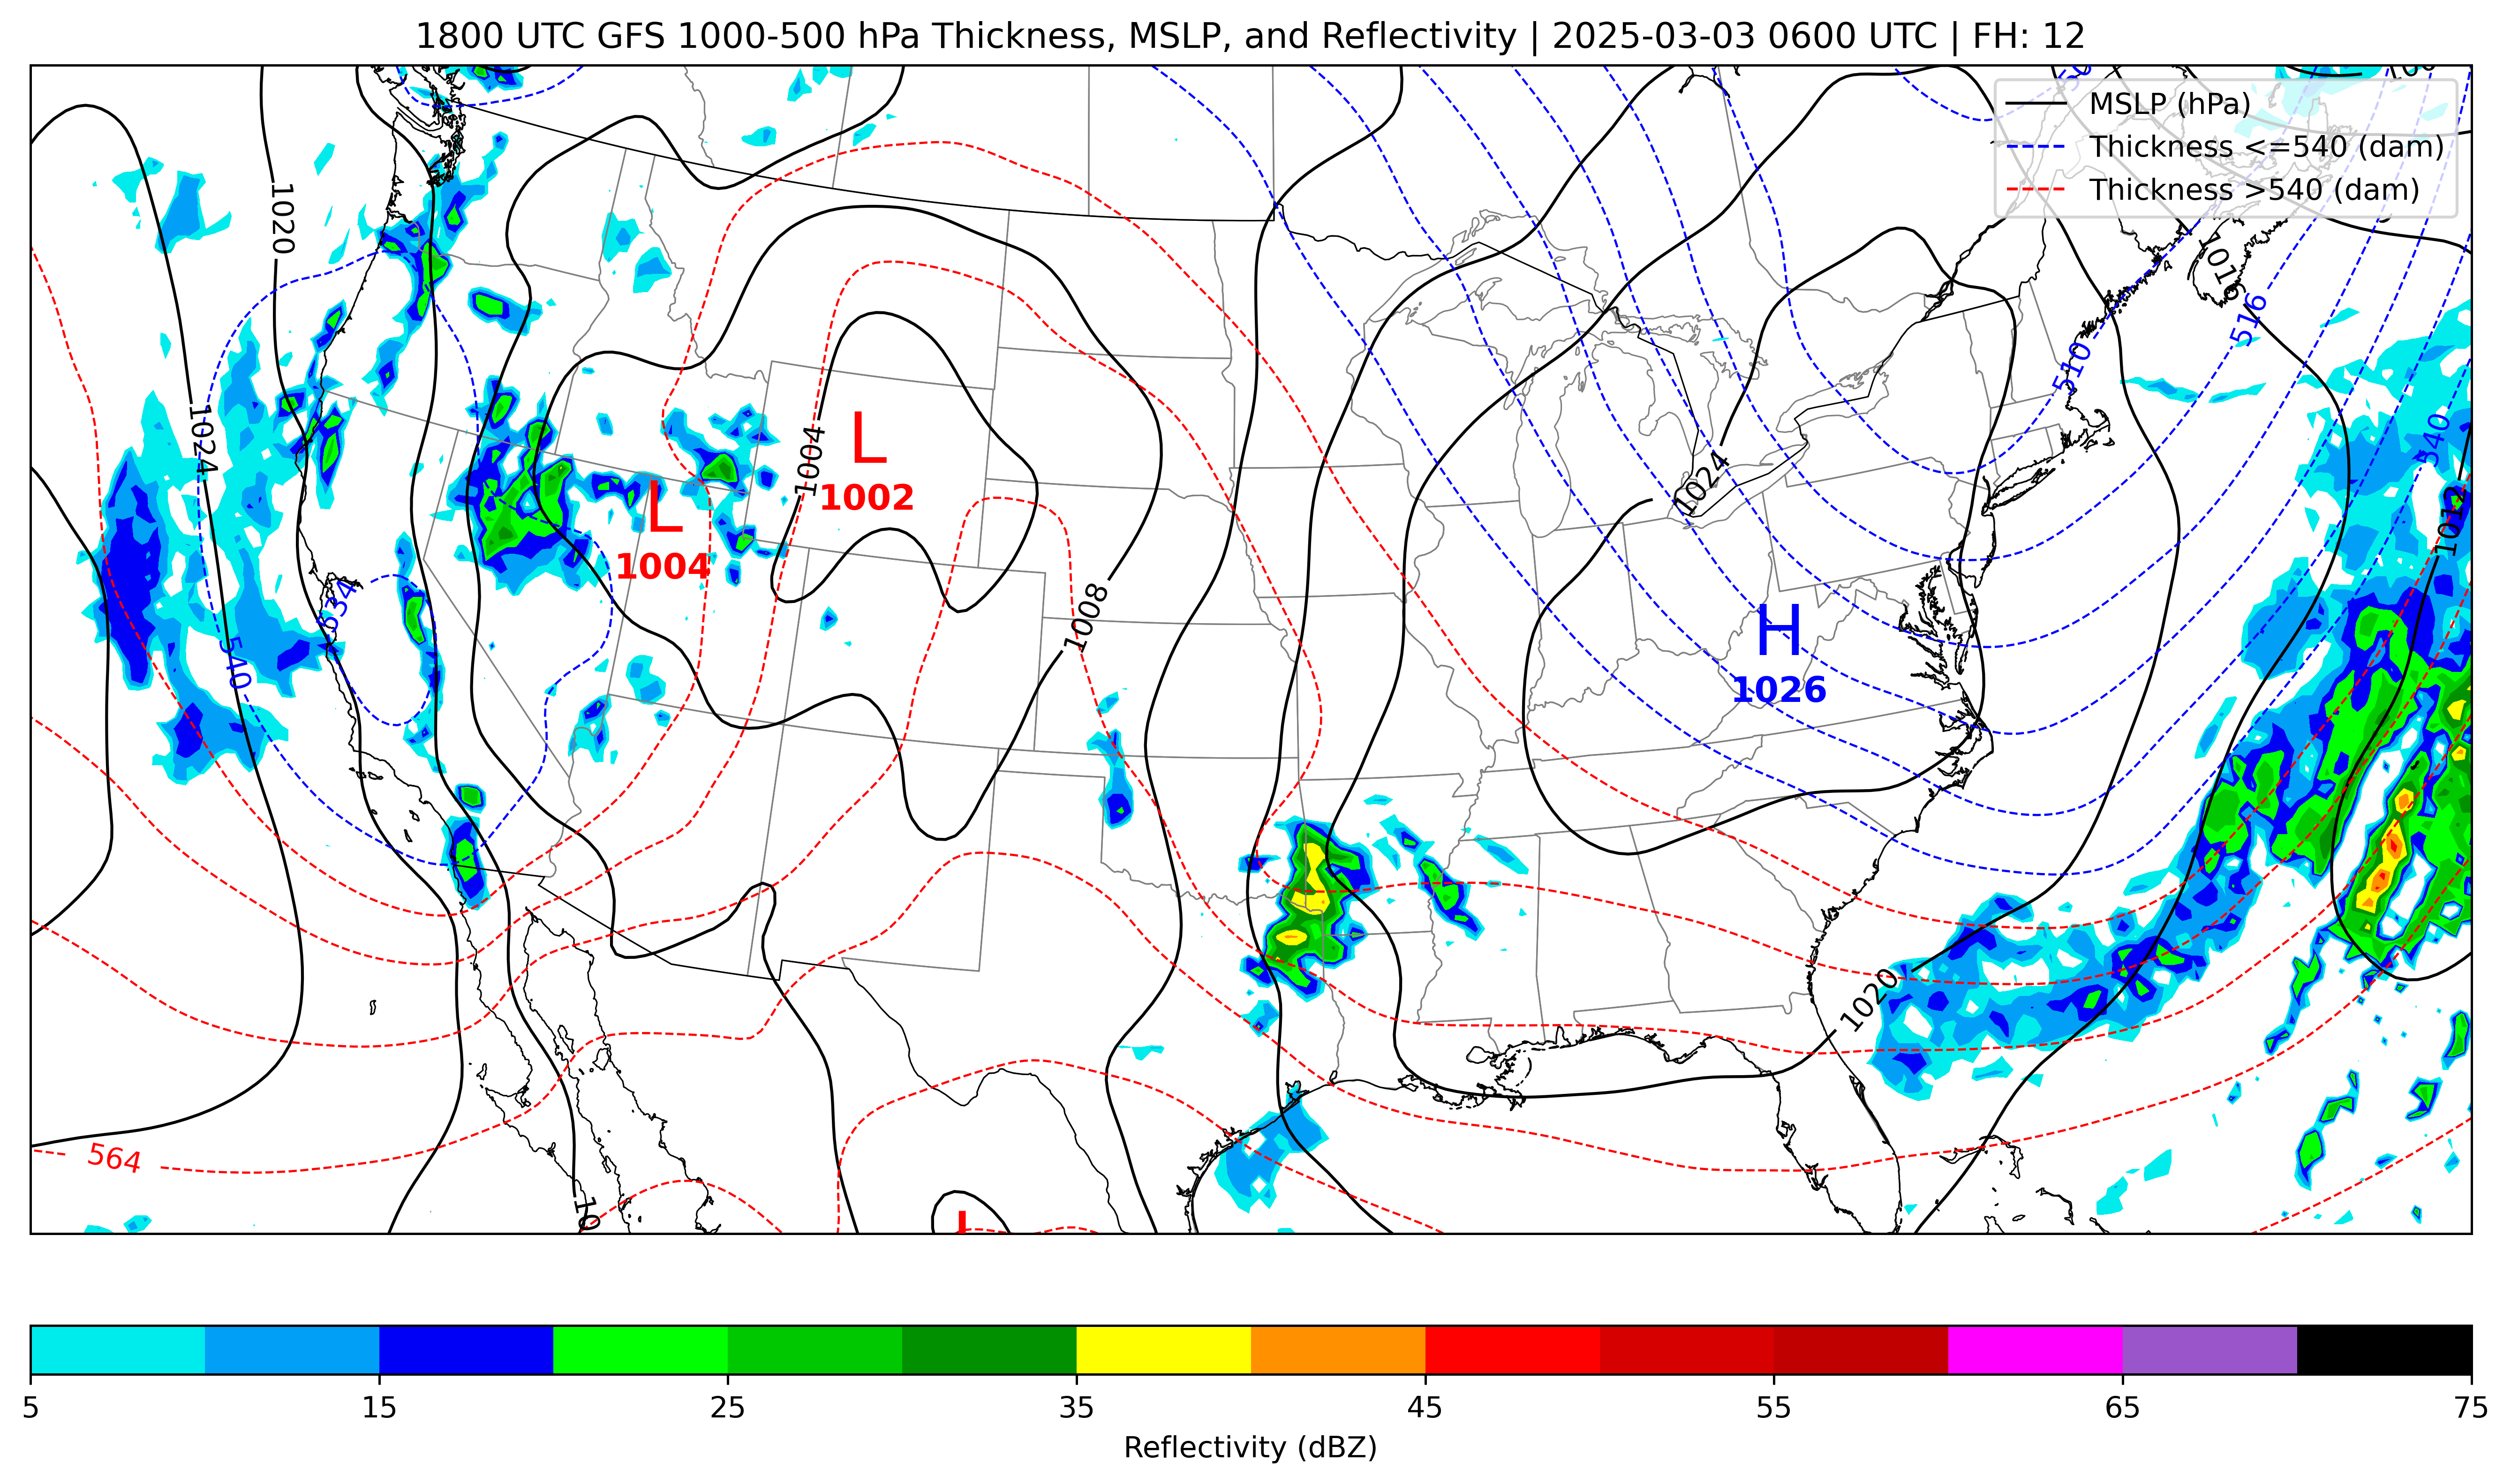 1800 UTC GFS 1000-500 hPa Thickness, MSLP, and Reflectivity | 2025-03-03 0600 UTC | FH: 12
MSLP (hPa)
Thickness <=540 (dam)
Thickness >540 (dam)
1020
1016
516
510
1024
L
1002
1004
540
1024
L
1004
1012
534
1008
H
1026
540
1020
564
L
5
15
25
35
45
55
65
75
Reflectivity (dBZ)